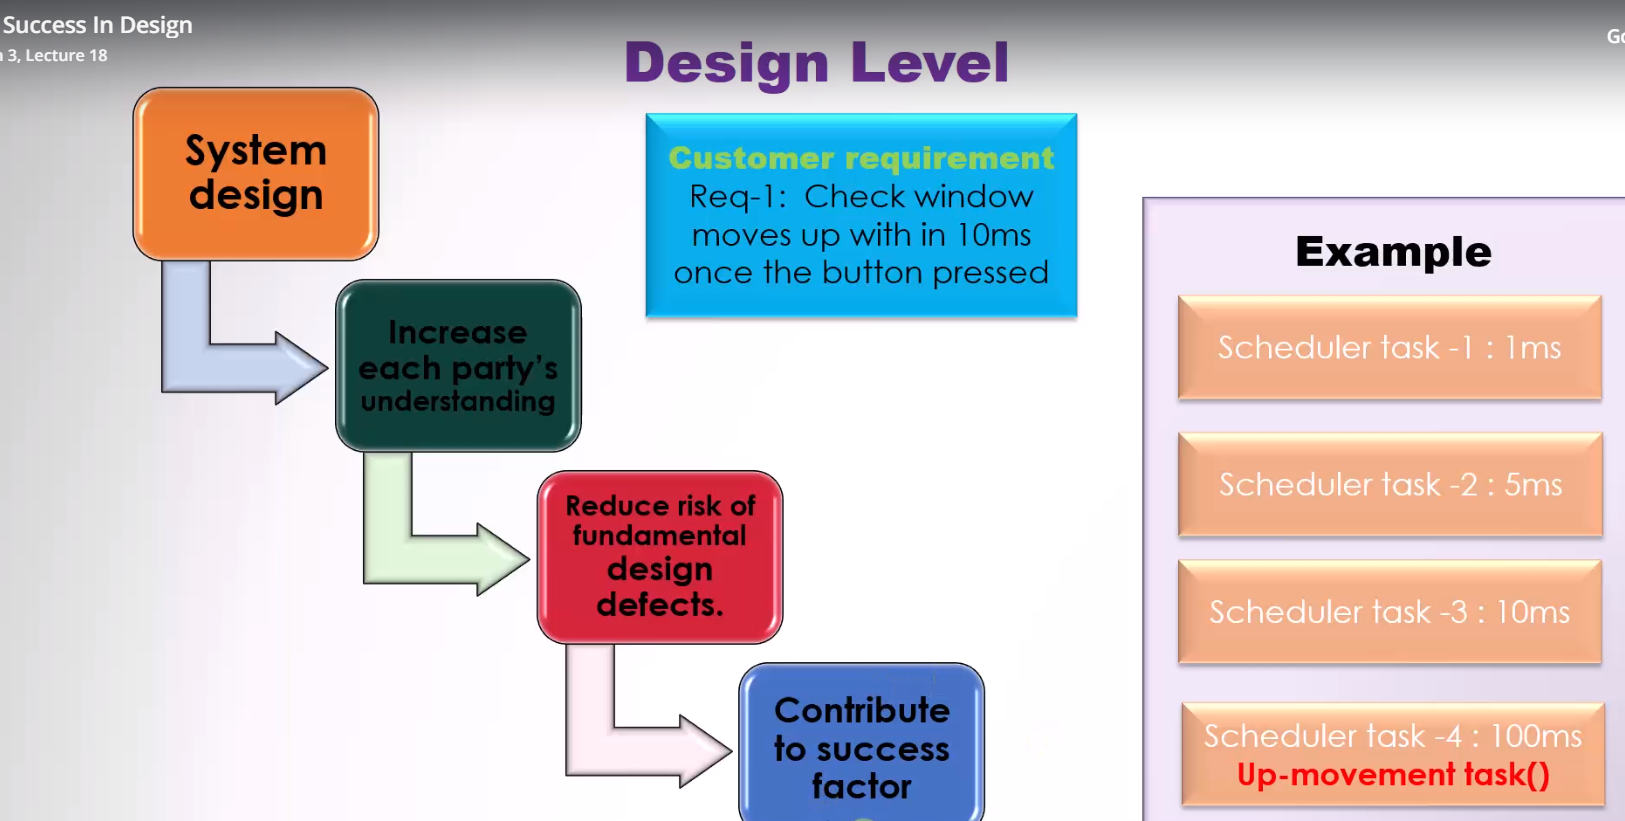 Success In Design
3, Lecture 18
Design Level
System
design
Increase
each party's
understanding
Reduce risk of
fundamental
design
defects.
Contribute
to success
factor
Customer requirement
Req-1: Check window
moves up with in 10ms
once the button pressed
Example
Scheduler task -1 : 1ms
Scheduler task -2 : 5ms
Scheduler task -3 : 10ms
Scheduler task -4 : 100ms
Up-movement task()